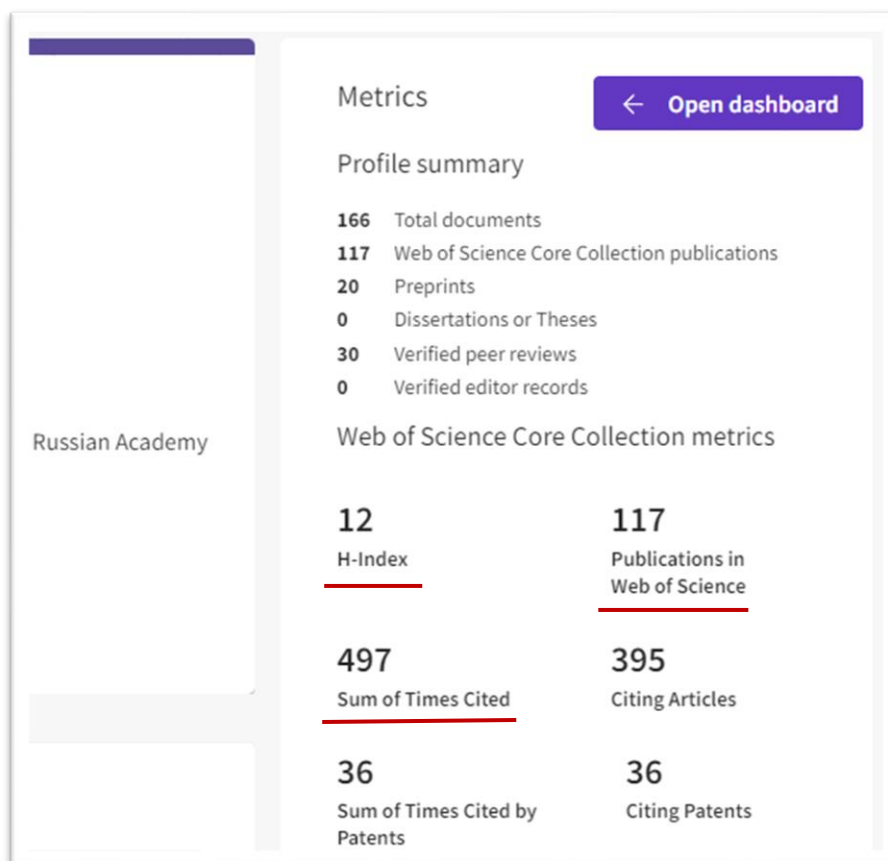 Metrics
← Open dashboard
Profile summary
166 Total documents
117 Web of Science Core Collection publications
20 Preprints
0 Dissertations or Theses
30 Verified peer reviews
0 Verified editor records
Russian Academy
Web of Science Core Collection metrics
12
H-Index
117
Publications in
Web of Science
497
Sum of Times Cited
395
Citing Articles
36
Sum of Times Cited by
Patents
36
Citing Patents